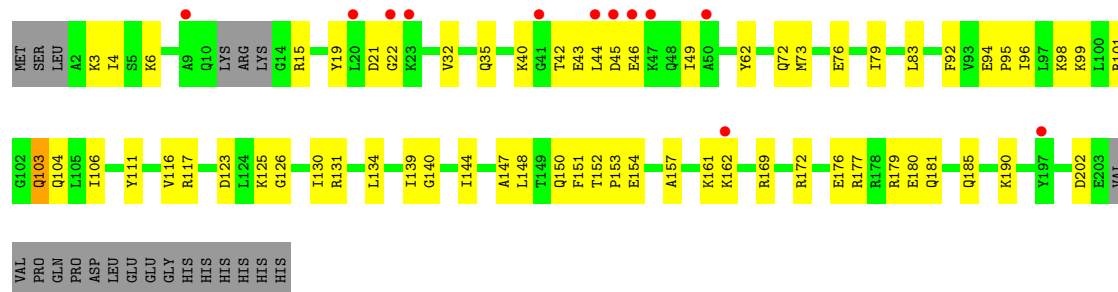 MET SER LEU A2 K3 I4 S5 K6 A9 Q10 LYS ARG LYS G14 R15 Y19 L20 D21 G22 K23 V32 Q35 K40 G41 T42 E43 L44 D45 E46 K47 Q48 I49 A50 Y62 Q72 M73 E76 I79 L83 F92 V93 E94 P95 I96 L97 K98 K99 L100 R101
G102 Q103 Q104 L105 I106 Y111 V116 R117 D123 L124 K125 G126 I130 R131 L134 I139 G140 I144 A147 L148 T149 Q150 F151 T152 P153 E154 A157 K161 K162 R169 R172 E176 R177 R178 R179 E180 Q181 Q185 K190 Y197 D202 E203 VAL
VAL PRO GLN PRO ASP LEU GLU GLU GLY HIS HIS HIS HIS HIS HIS